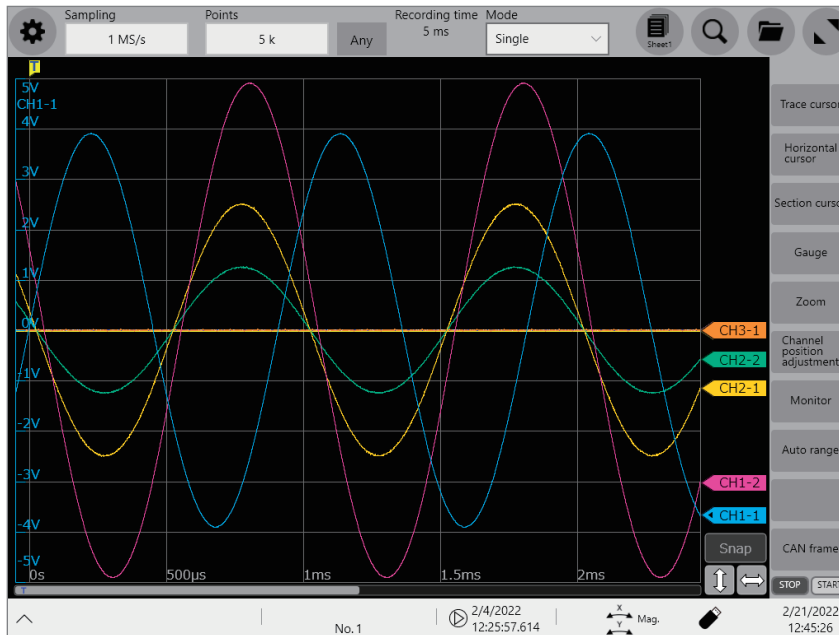 Sampling
Points
Recording time
Mode
1 MS/s
5 k
Any
5 ms
Single
Sheet1
T
5V
CH1-1
4V
3V
2V
1V
0V
-1V
-2V
-3V
-4V
-5V
0s
500µs
1ms
1.5ms
2ms
T
CH3-1
CH2-2
CH2-1
CH1-2
CH1-1
Snap
Trace cursor
Horizontal
cursor
Section curso
Gauge
Zoom
Channel
position
adjustment
Monitor
Auto range
CAN frame
STOP
START
No. 1
2/4/2022
12:25:57.614
X
Y
Mag.
2/21/2022
12:45:26